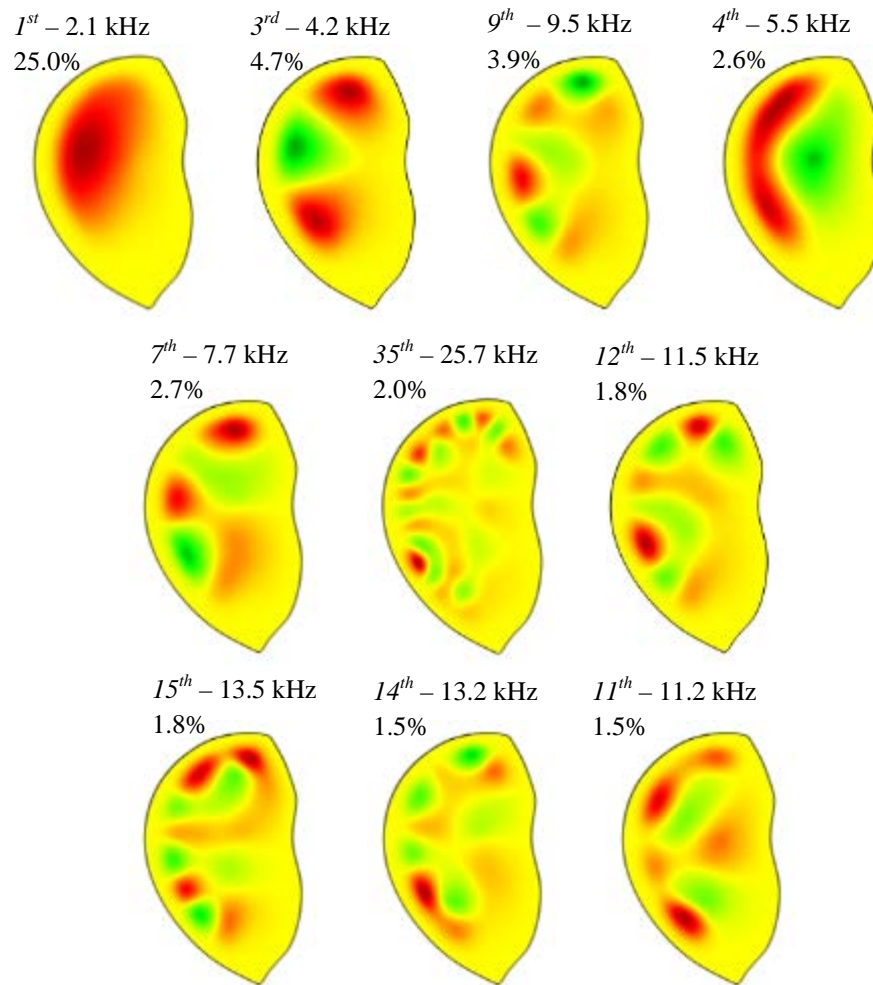 1st – 2.1 kHz
25.0%
3rd – 4.2 kHz
4.7%
9th – 9.5 kHz
3.9%
4th – 5.5 kHz
2.6%
7th – 7.7 kHz
2.7%
35th – 25.7 kHz
2.0%
12th – 11.5 kHz
1.8%
15th – 13.5 kHz
1.8%
14th – 13.2 kHz
1.5%
11th – 11.2 kHz
1.5%